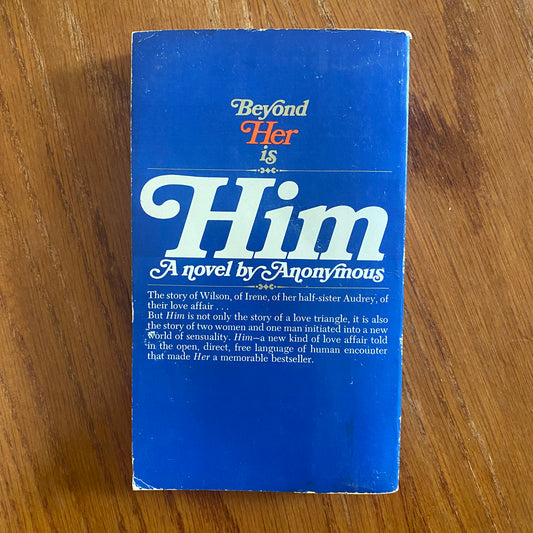 Beyond
Her
is
Him
A novel by Anonymous
The story of Wilson, of Irene, of her half-sister Audrey, of
their love affair . . .
But Him is not only the story of a love triangle, it is also
the story of two women and one man initiated into a new
world of sensuality. Him—a new kind of love affair told
in the open, direct, free language of human encounter
that made Her a memorable bestseller.